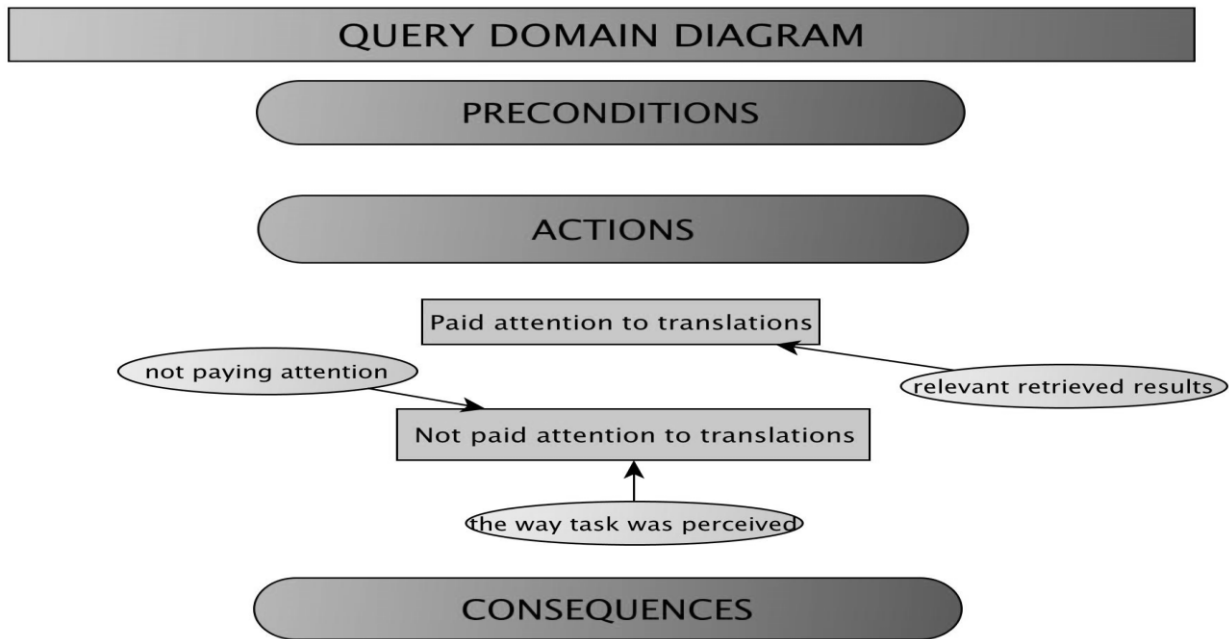 QUERY DOMAIN DIAGRAM
PRECONDITIONS
ACTIONS
Paid attention to translations
not paying attention
relevant retrieved results
Not paid attention to translations
the way task was perceived
CONSEQUENCES